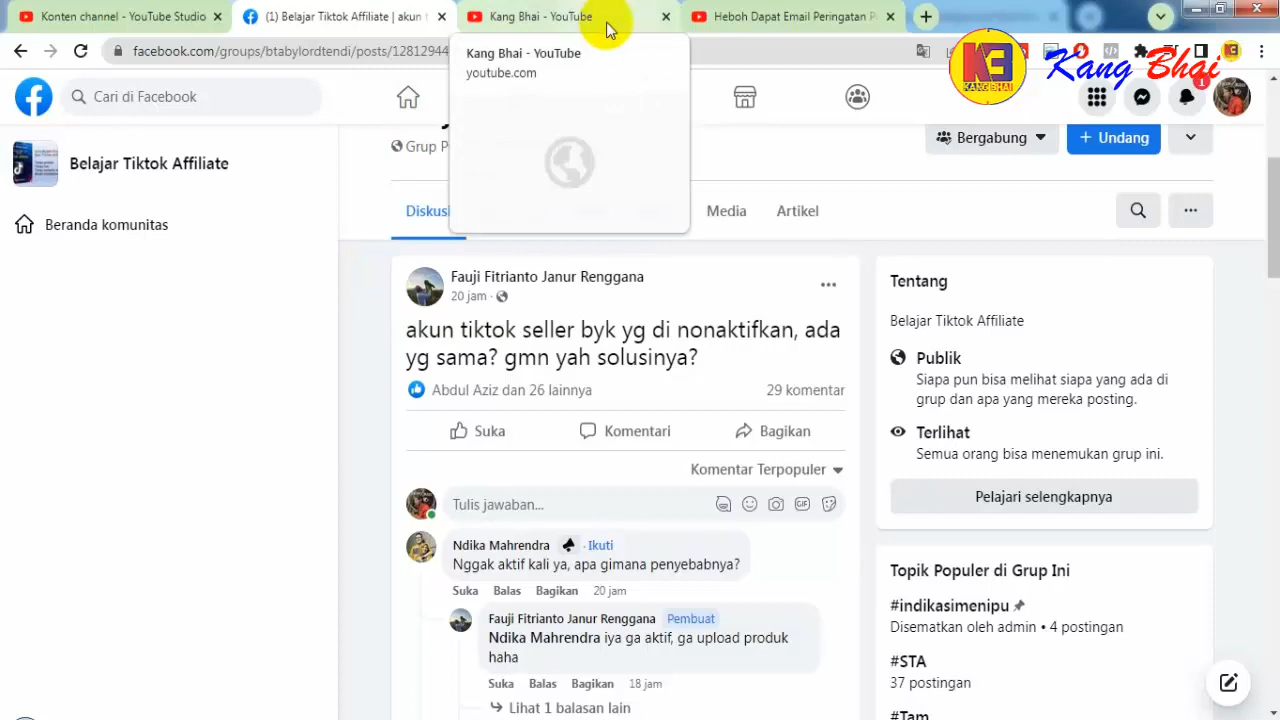 Konten channel - YouTube Studio
(1) Belajar Tiktok Affiliate | akun t
Kang Bhai - YouTube
Heboh Dapat Email Peringatan P
facebook.com/groups/btabylordtendi/posts/12812944
Kang Bhai - YouTube
youtube.com
KB
KANG BHAI
Kang Bhai
Cari di Facebook
1
Belajar Tiktok Affiliate
Beranda komunitas
Grup P
Bergabung
+ Undang
Diskusi
Media
Artikel
Fauji Fitrianto Janur Renggana
20 jam ·
akun tiktok seller byk yg di nonaktifkan, ada
yg sama? gmn yah solusinya?
Abdul Aziz dan 26 lainnya
29 komentar
Suka
Komentari
Bagikan
Komentar Terpopuler
Tulis jawaban...
GIF
Ndika Mahrendra · Ikuti
Nggak aktif kali ya, apa gimana penyebabnya?
Suka Balas Bagikan 20 jam
Fauji Fitrianto Janur Renggana Pembuat
Ndika Mahrendra iya ga aktif, ga upload produk
haha
Suka Balas Bagikan 18 jam
Lihat 1 balasan lain
Tentang
Belajar Tiktok Affiliate
Publik
Siapa pun bisa melihat siapa yang ada di
grup dan apa yang mereka posting.
Terlihat
Semua orang bisa menemukan grup ini.
Pelajari selengkapnya
Topik Populer di Grup Ini
#indikasimenipu
Disematkan oleh admin • 4 postingan
#STA
37 postingan
#Tam